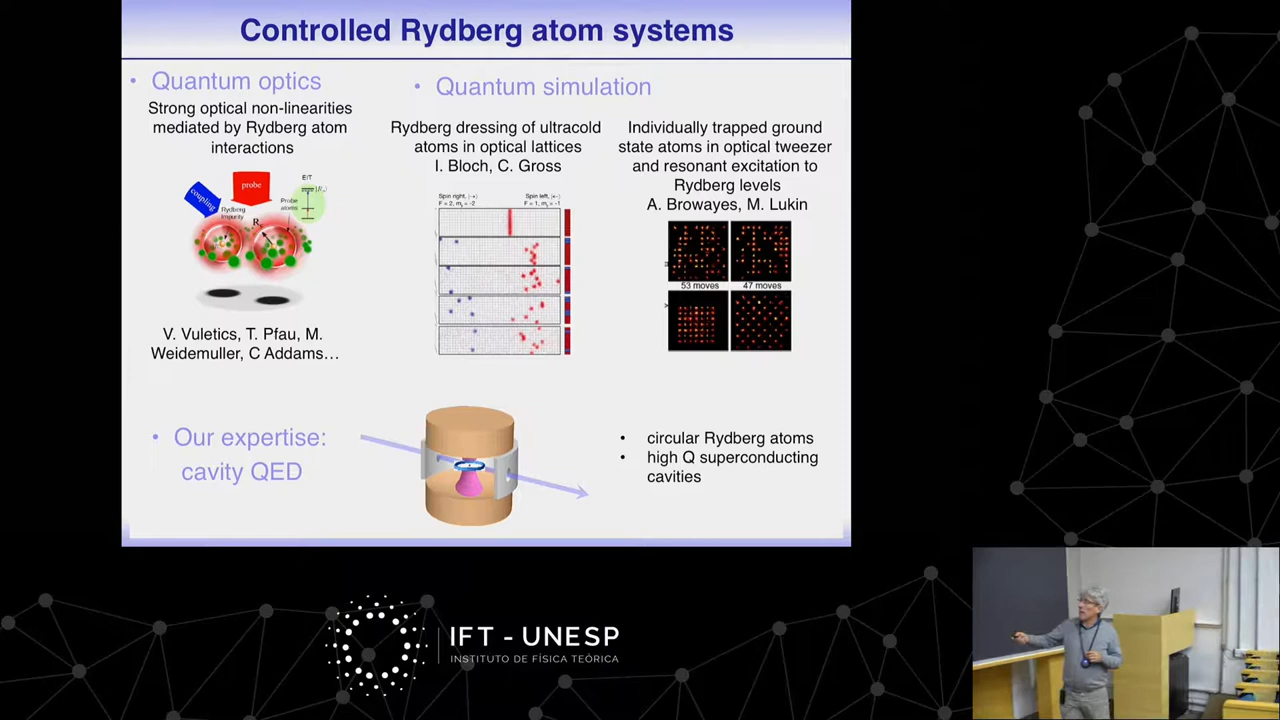 Controlled Rydberg atom systems
• Quantum optics
Strong optical non-linearities
mediated by Rydberg atom
interactions
coupling
probe
EIT
Rydberg
Impurity
Probe
atoms
V. Vuletics, T. Pfau, M.
Weidemuller, C Addams…
• Quantum simulation
Rydberg dressing of ultracold
atoms in optical lattices
I. Bloch, C. Gross
Spin right,
F = 2,
Spin left,
F = 1,
Individually trapped ground
state atoms in optical tweezer
and resonant excitation to
Rydberg levels
A. Browayes, M. Lukin
53 moves
47 moves
• Our expertise:
cavity QED
• circular Rydberg atoms
• high Q superconducting
cavities
IFT - UNESP
INSTITUTO DE FÍSICA TEÓRICA